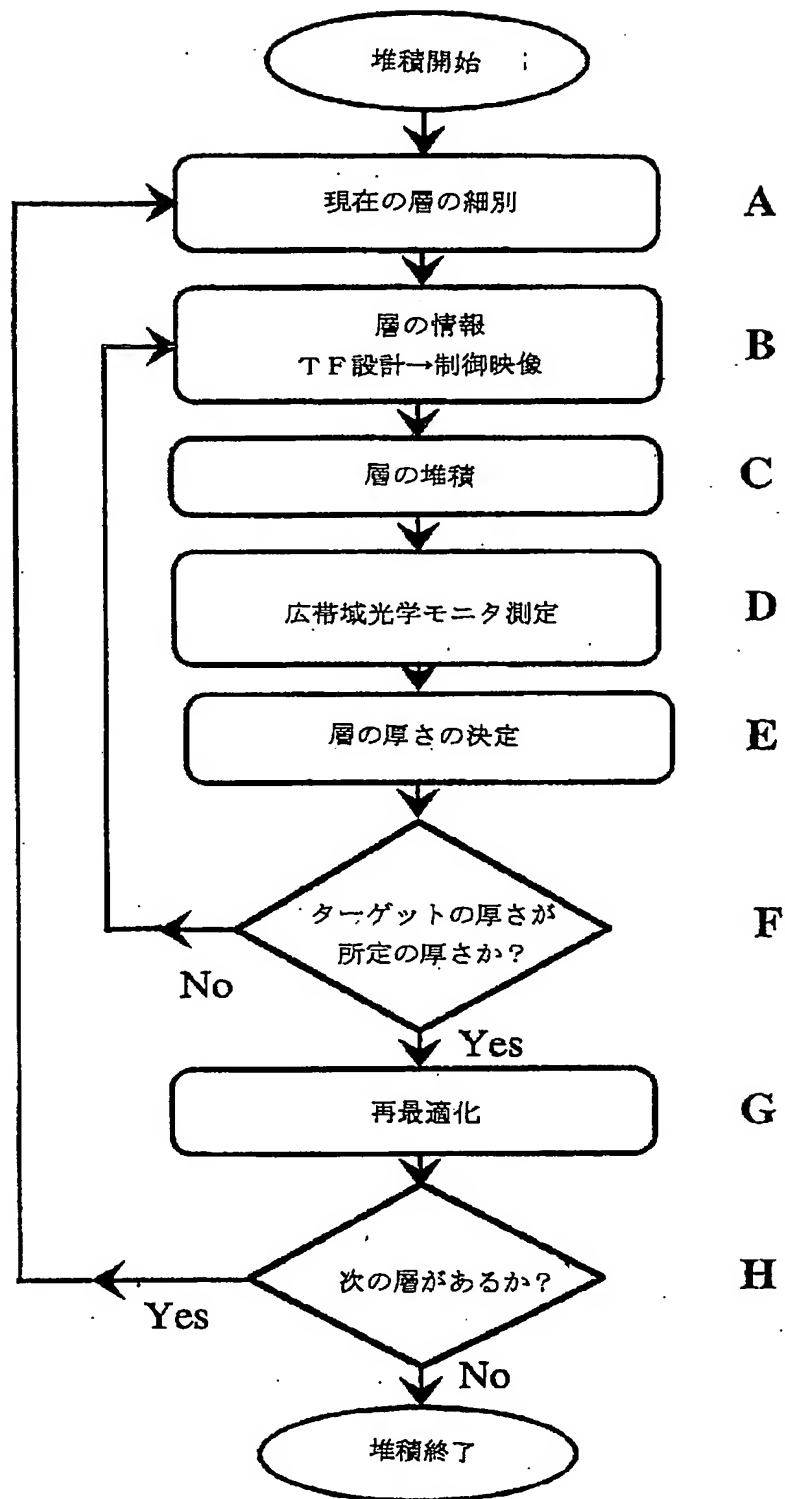 堆積開始
現在の層の細別
A
層の情報
TF設計→制御映像
B
層の堆積
C
広帯域光学モニタ測定
D
層の厚さの決定
E
ターゲットの厚さが
所定の厚さか?
F
No
Yes
再最適化
G
次の層があるか?
H
Yes
No
堆積終了